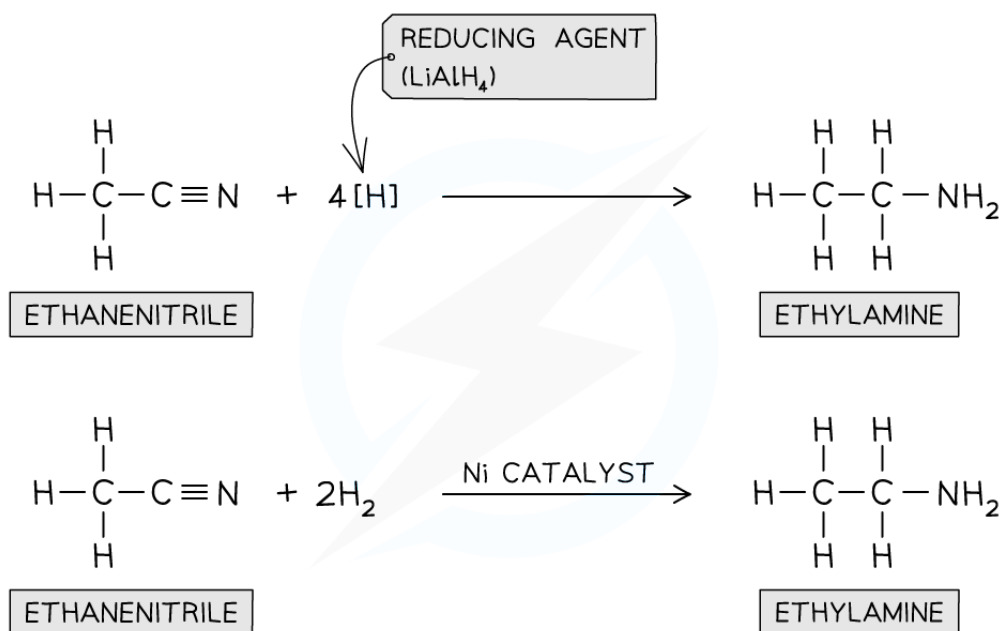 REDUCING AGENT
(LiAlH₄)
H H H
H—C—C≡N + 4[H] H—C—C—NH₂
H H H
ETHANENITRILE ETHYLAMINE
H H H
Ni CATALYST
H—C—C≡N + 2H₂ H—C—C—NH₂
H H H
ETHANENITRILE ETHYLAMINE